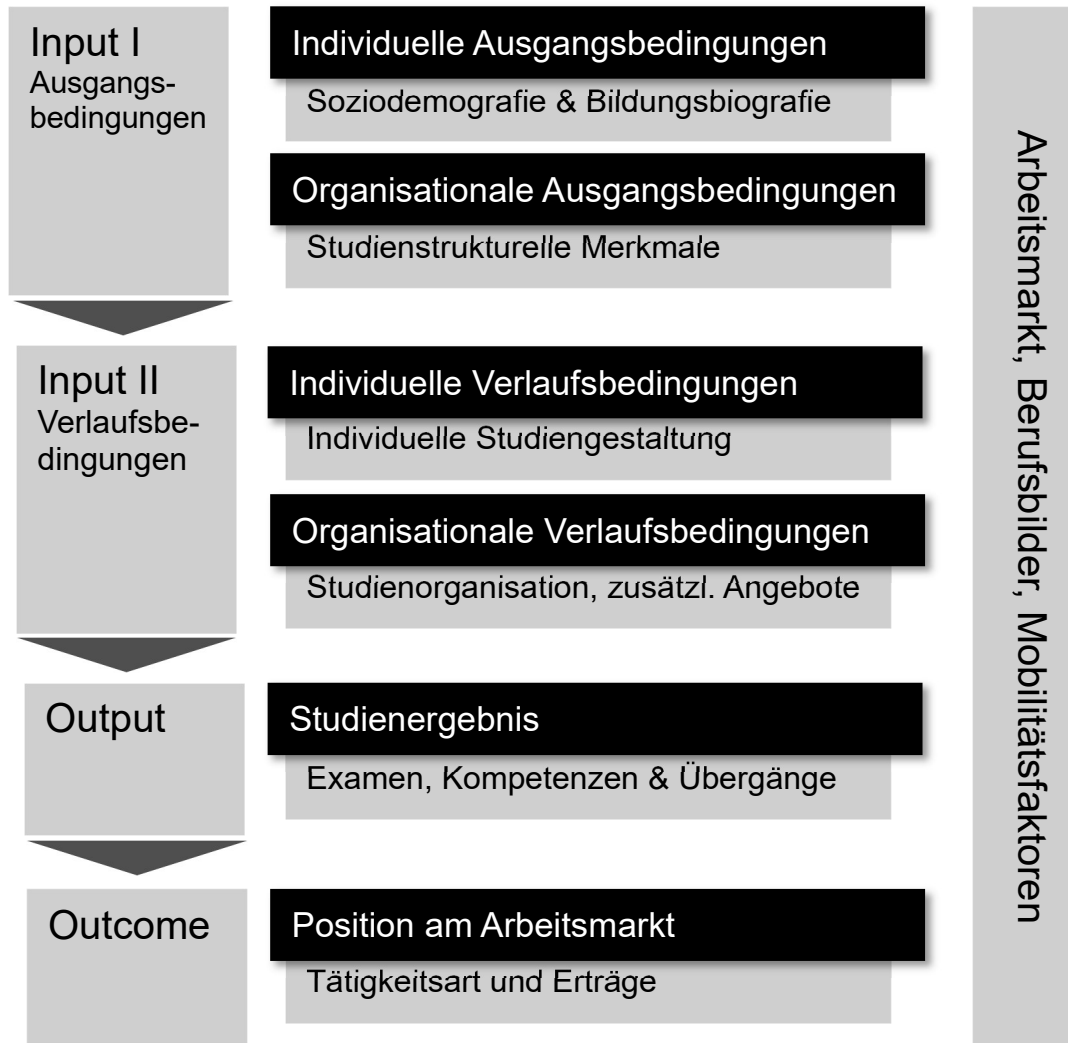 Input I
Ausgangs-
bedingungen
Individuelle Ausgangsbedingungen
Soziodemografie & Bildungsbiografie
Organisationale Ausgangsbedingungen
Studienstrukturelle Merkmale
Input II
Verlaufsbe-
dingungen
Individuelle Verlaufsbedingungen
Individuelle Studiengestaltung
Organisationale Verlaufsbedingungen
Studienorganisation, zusätzl. Angebote
Output
Studienergebnis
Examen, Kompetenzen & Übergänge
Outcome
Position am Arbeitsmarkt
Tätigkeitsart und Erträge
Arbeitsmarkt, Berufsbilder, Mobilitätsfaktoren